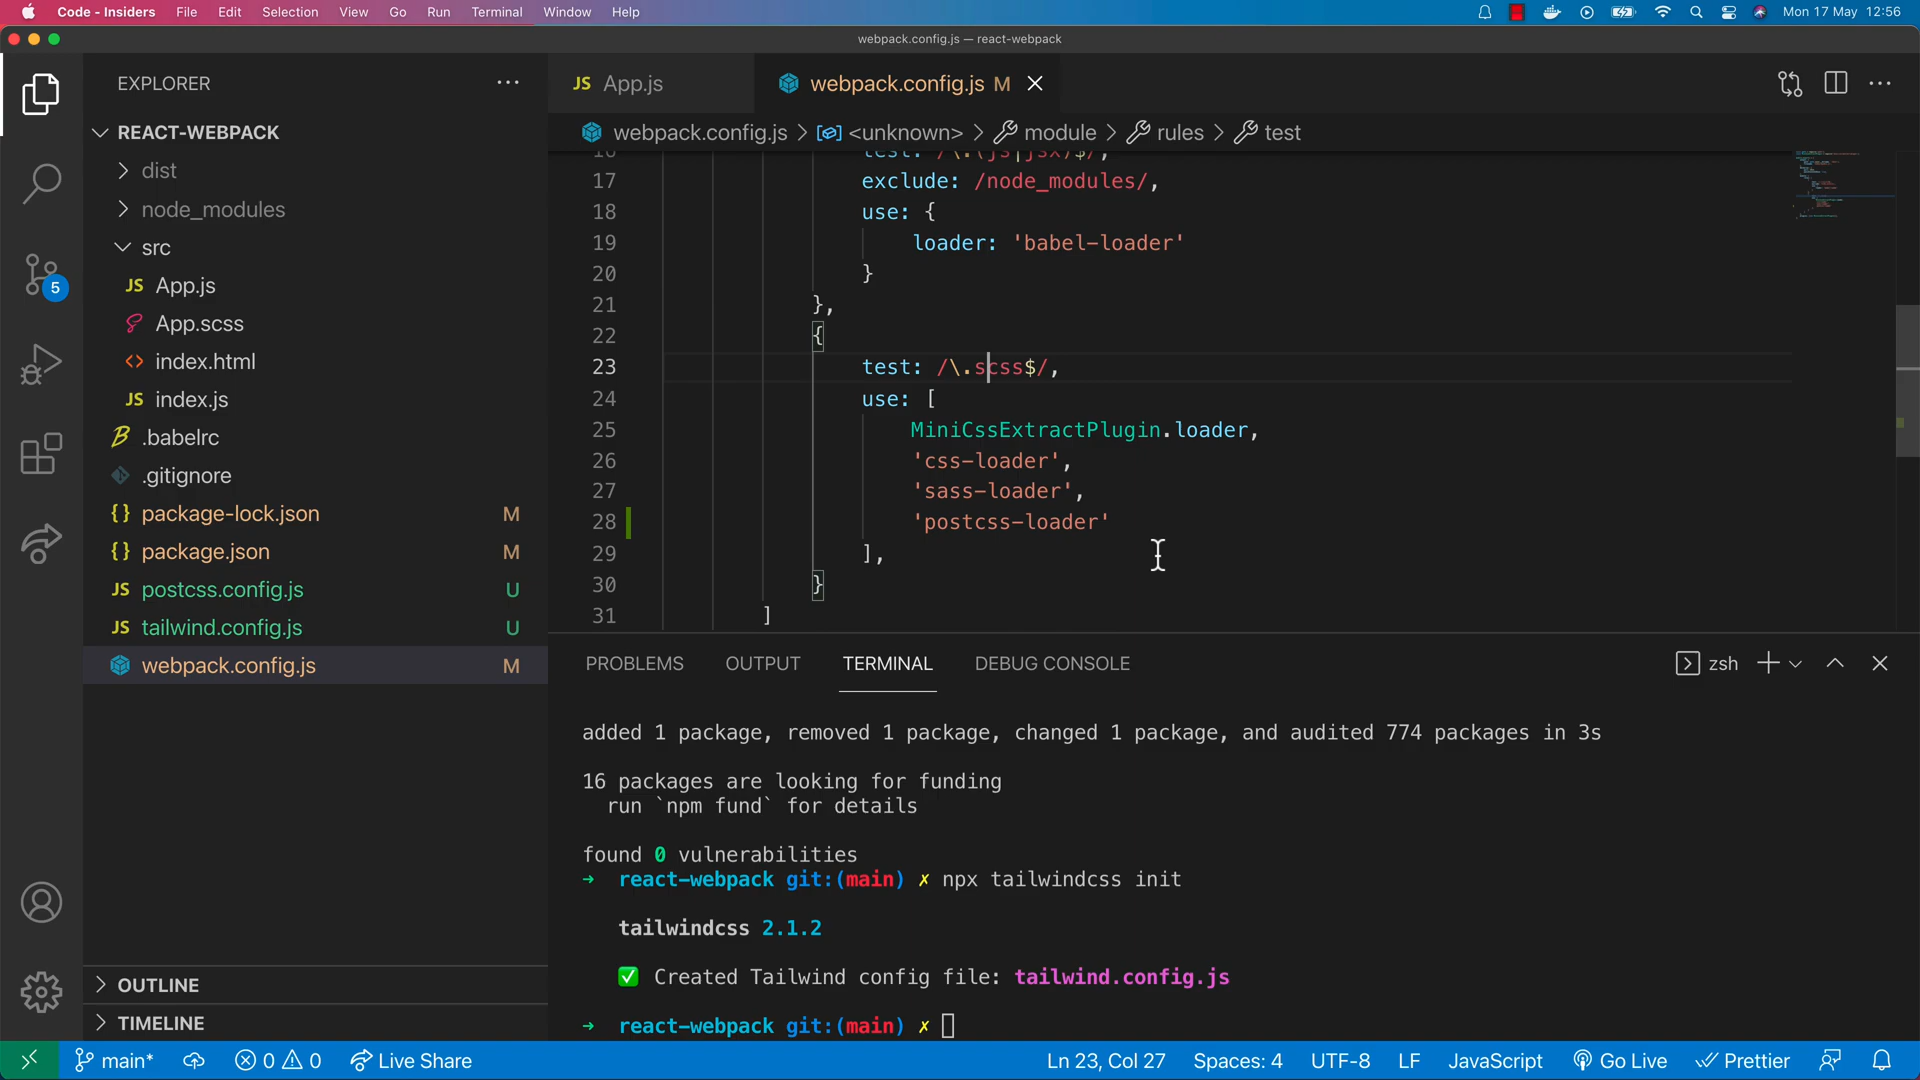 Code - Insiders File Edit Selection View Go Run Terminal Window Help Mon 17 May 12:56
webpack.config.js — react-webpack
EXPLORER
REACT-WEBPACK
dist
node_modules
src
JS App.js
App.scss
<> index.html
JS index.js
.babelrc
.gitignore
{} package-lock.json M
{} package.json M
JS postcss.config.js U
JS tailwind.config.js U
webpack.config.js M
5
OUTLINE
TIMELINE
JS App.js webpack.config.js M
webpack.config.js > <unknown> > module > rules > test
16 test: /\.(js|jsx)$/,
17 exclude: /node_modules/,
18 use: {
19 loader: 'babel-loader'
20 }
21 },
22 {
23 test: /\.scss$/,
24 use: [
25 MiniCssExtractPlugin.loader,
26 'css-loader',
27 'sass-loader',
28 'postcss-loader'
29 ],
30 }
31 ]
PROBLEMS OUTPUT TERMINAL DEBUG CONSOLE zsh
added 1 package, removed 1 package, changed 1 package, and audited 774 packages in 3s
16 packages are looking for funding
run `npm fund` for details
found 0 vulnerabilities
→ react-webpack git:(main) ✗ npx tailwindcss init
tailwindcss 2.1.2
✅ Created Tailwind config file: tailwind.config.js
→ react-webpack git:(main) ✗
main* 0 0 Live Share Ln 23, Col 27 Spaces: 4 UTF-8 LF JavaScript Go Live Prettier